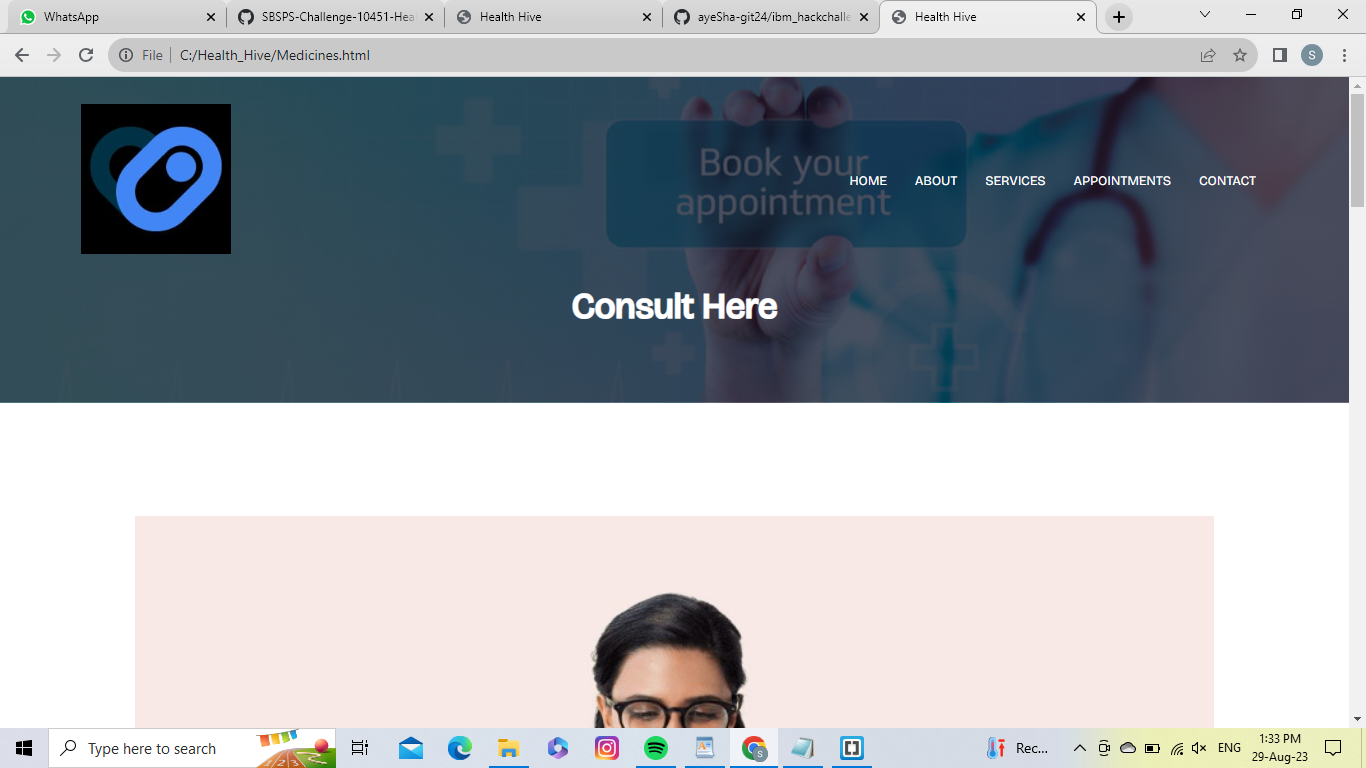 WhatsApp
SBSPS-Challenge-10451-Hea
Health Hive
ayeSha-git24/ibm_hackchalle
Health Hive
File
C:/Health_Hive/Medicines.html
S
Book your
appointment
HOME
ABOUT
SERVICES
APPOINTMENTS
CONTACT
Consult Here
Type here to search
S
Rec...
ENG
1:33 PM
29-Aug-23